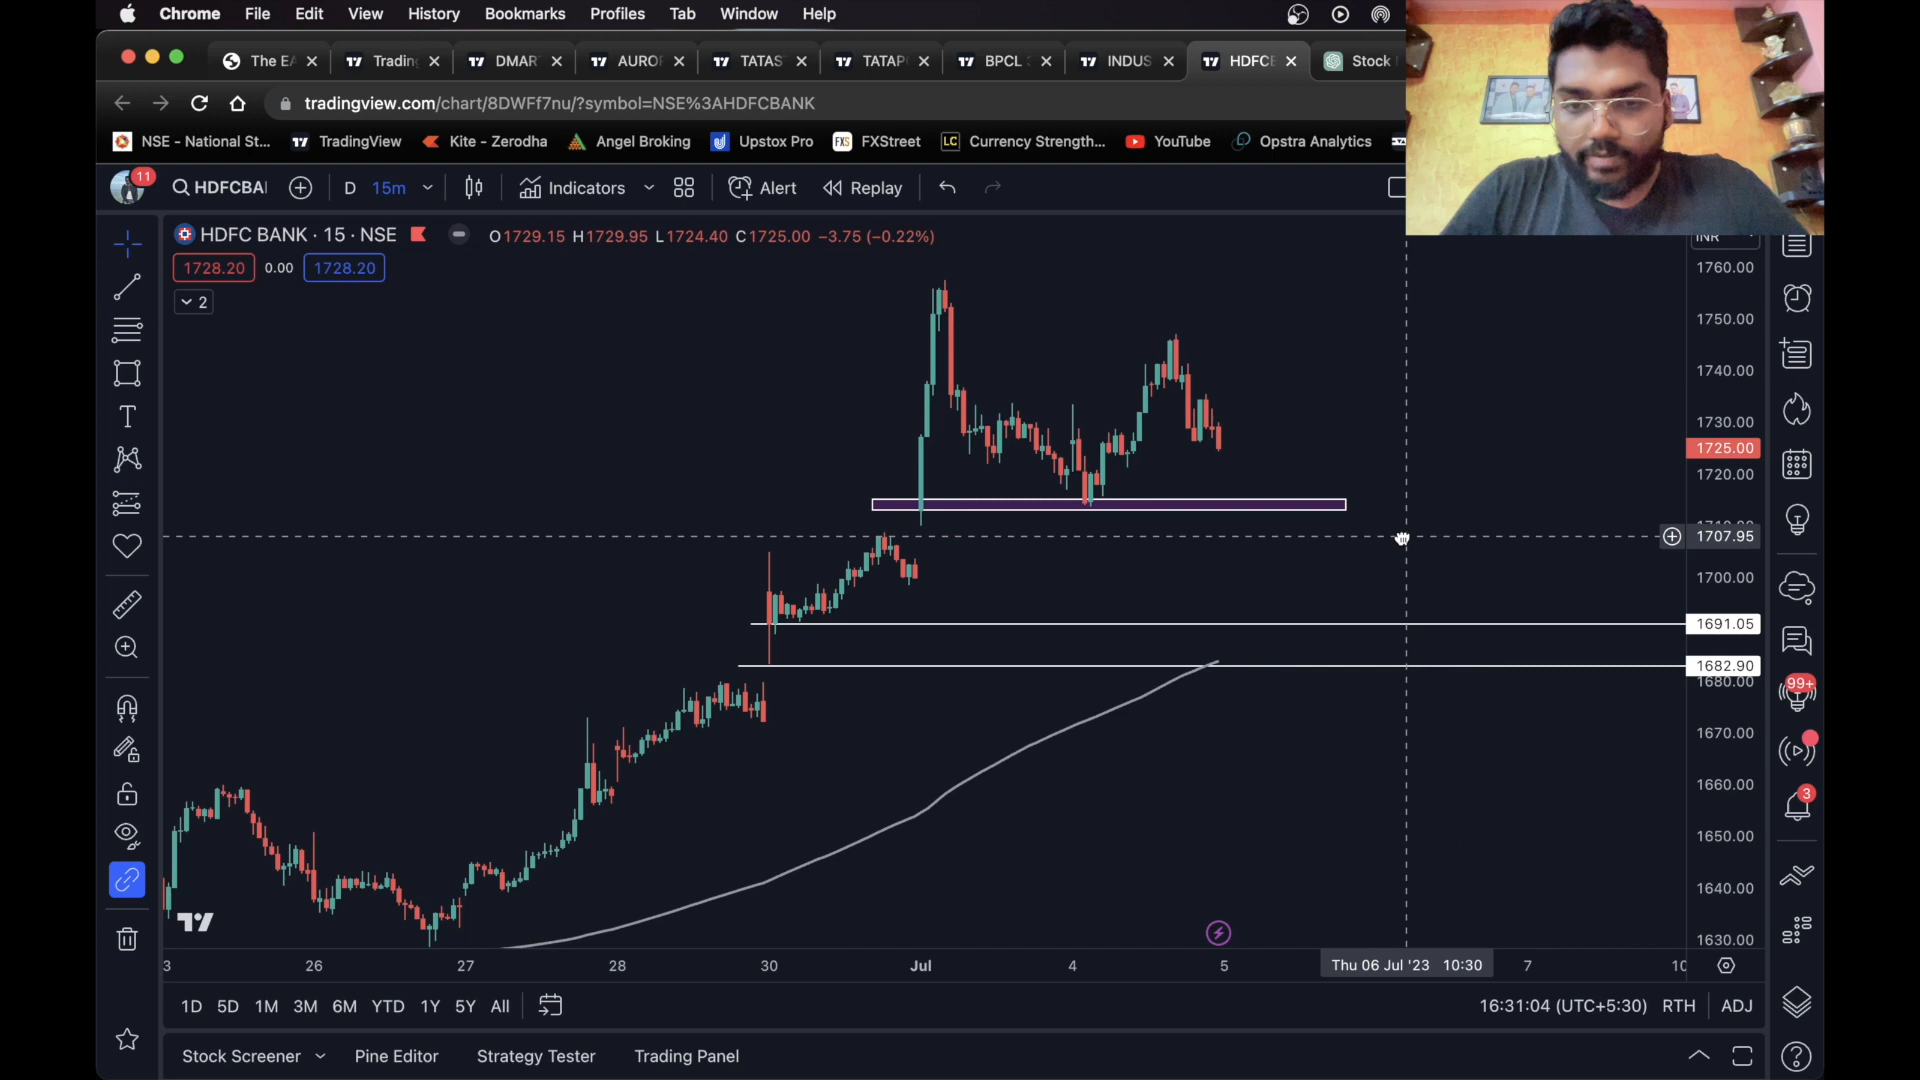 Chrome File Edit View History Bookmarks Profiles Tab Window Help
The EA Trading DMAR AURO TATAS TATAP BPCL INDUS HDFCB Stock
tradingview.com/chart/8DWFf7nu/?symbol=NSE%3AHDFCBANK
NSE - National St... TradingView Kite - Zerodha Angel Broking Upstox Pro FXStreet Currency Strength... YouTube Opstra Analytics
11
HDFCBA D 15m Indicators Alert Replay
HDFC BANK · 15 · NSE O1729.15 H1729.95 L1724.40 C1725.00 −3.75 (−0.22%)
INR
1728.20 0.00 1728.20
2
1760.00
1750.00
1740.00
1730.00
1725.00
1720.00
1707.95
1700.00
1691.05
1682.90
1680.00
99+
1670.00
1660.00
3
1650.00
1640.00
1630.00
3 26 27 28 30 Jul 4 5 Thu 06 Jul '23 10:30 7 10
1D 5D 1M 3M 6M YTD 1Y 5Y All 16:31:04 (UTC+5:30) RTH ADJ
Stock Screener Pine Editor Strategy Tester Trading Panel